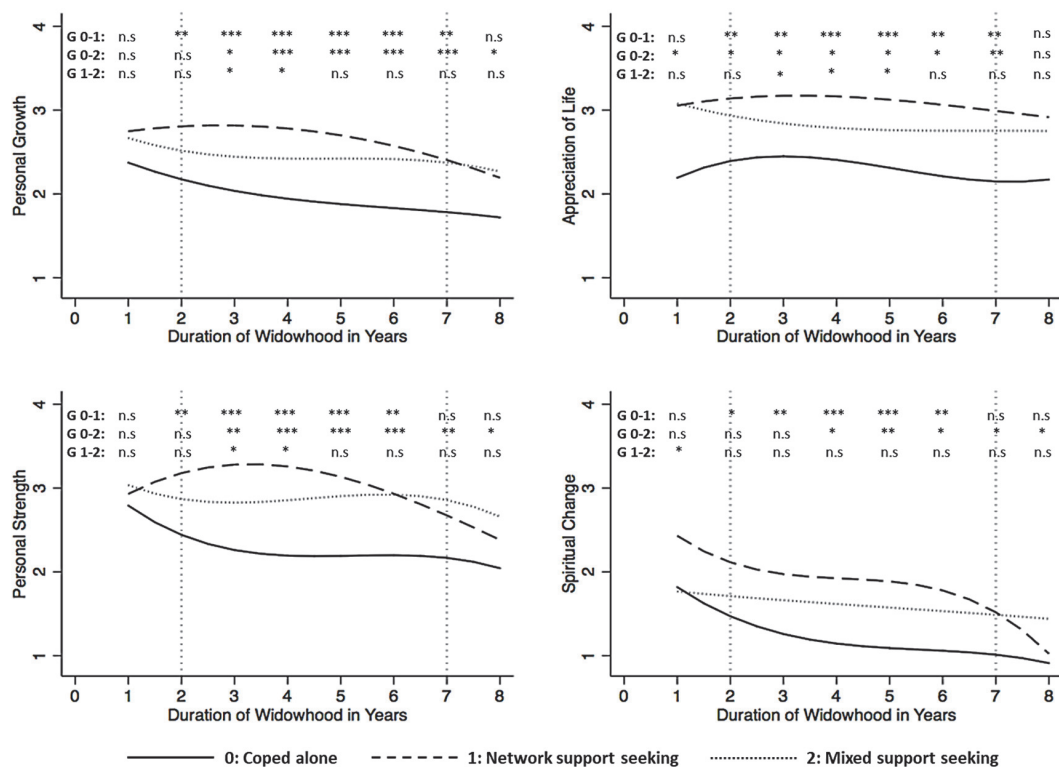 4
G 0-1: n.s ** *** *** *** *** ** n.s
G 0-2: n.s n.s * *** *** *** *** *
G 1-2: n.s n.s * * n.s n.s n.s n.s
3
2
1
Personal Growth
0 1 2 3 4 5 6 7 8
Duration of Widowhood in Years
4
G 0-1: n.s ** ** *** *** ** ** n.s
G 0-2: * * * * * * ** n.s
G 1-2: n.s n.s * * * n.s n.s n.s
3
2
1
Appreciation of Life
0 1 2 3 4 5 6 7 8
Duration of Widowhood in Years
4
G 0-1: n.s ** *** *** *** ** n.s n.s
G 0-2: n.s n.s ** *** *** *** ** *
G 1-2: n.s n.s * * n.s n.s n.s n.s
3
2
1
Personal Strength
0 1 2 3 4 5 6 7 8
Duration of Widowhood in Years
4
G 0-1: n.s * ** *** *** ** n.s n.s
G 0-2: n.s n.s n.s * ** * * *
G 1-2: * n.s n.s n.s n.s n.s n.s n.s
3
2
1
Spiritual Change
0 1 2 3 4 5 6 7 8
Duration of Widowhood in Years
0: Coped alone 1: Network support seeking 2: Mixed support seeking